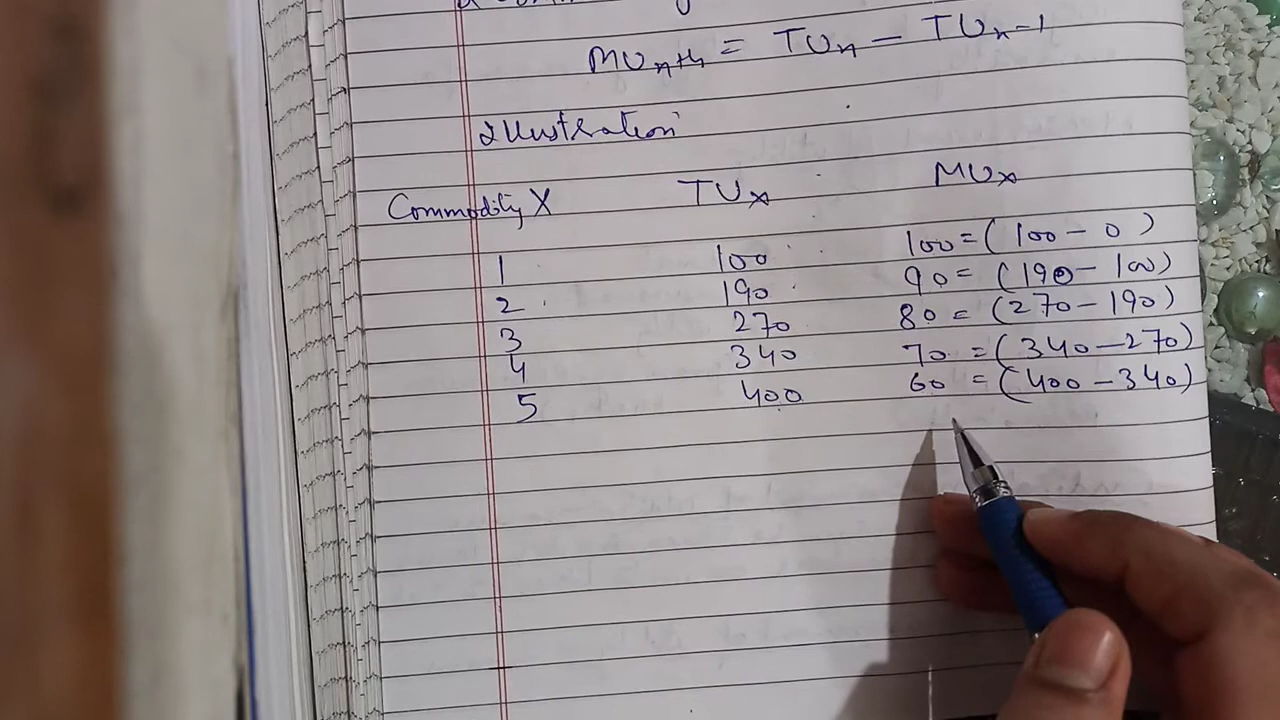 MUnth = TUn - TUn-1
Illustration
Commodity X TUx MUx
1 100 100 = (100 - 0)
2 190 90 = (190 - 100)
3 270 80 = (270 - 190)
4 340 70 = (340 - 270)
5 400 60 = (400 - 340)